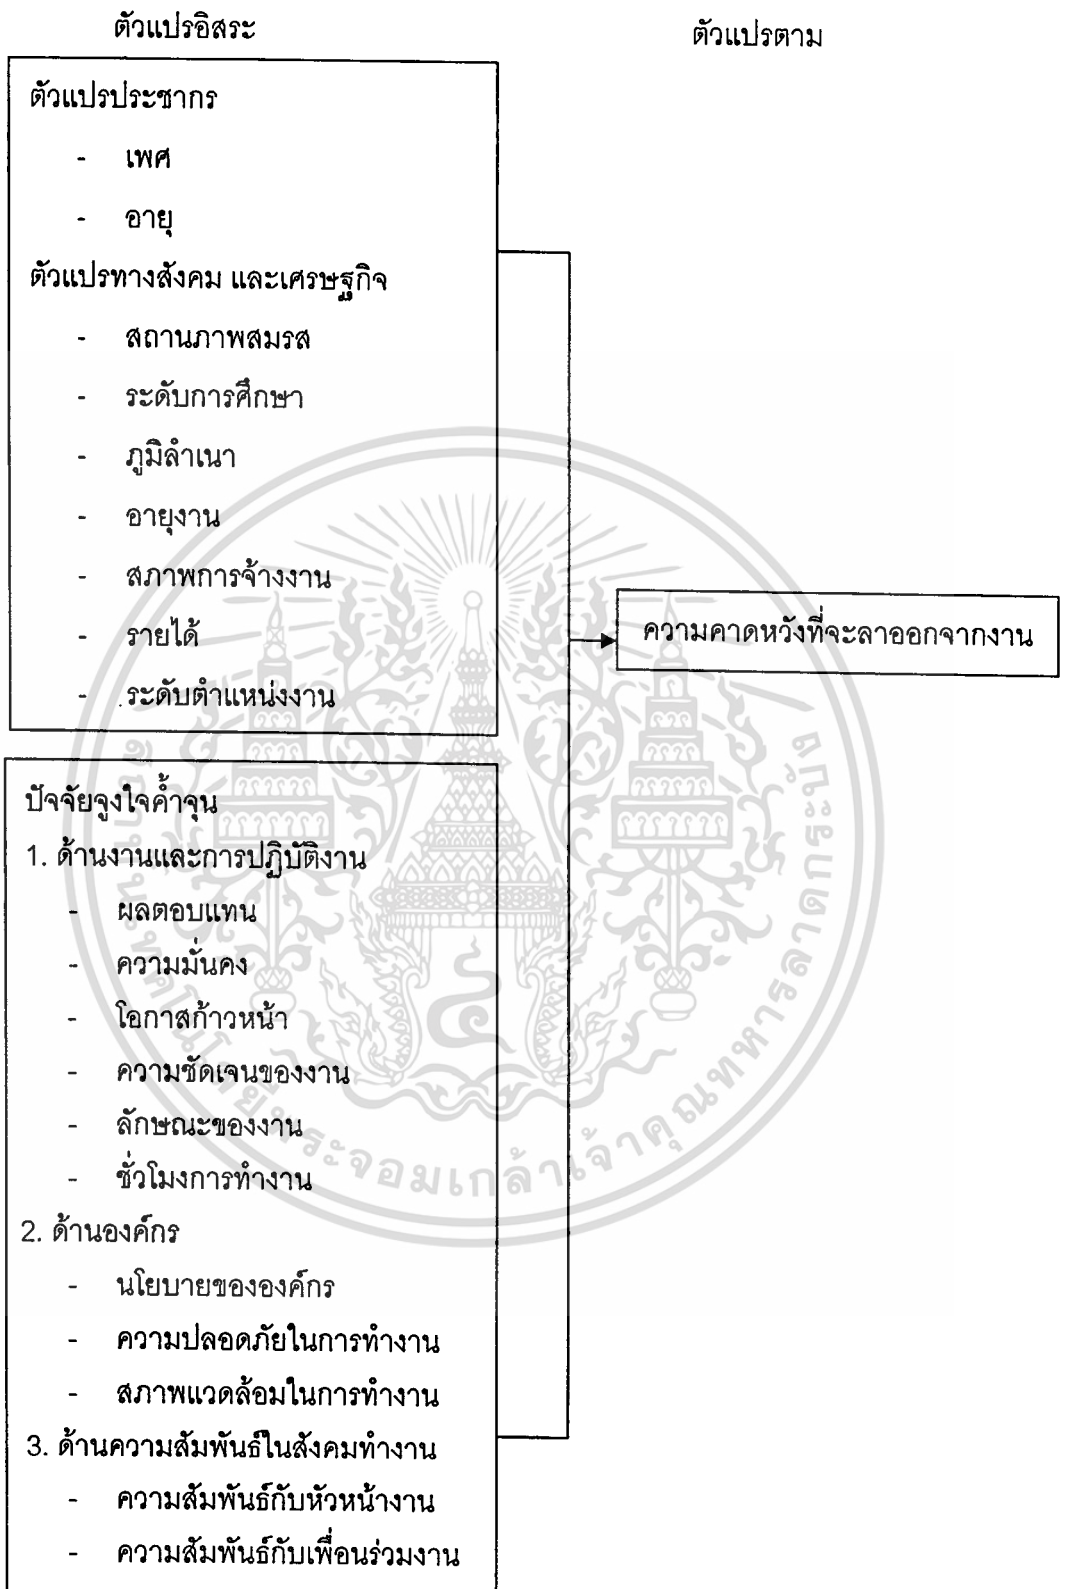 ตัวแปรอิสระ
ตัวแปรตาม
ตัวแปรประชากร
- เพศ
- อายุ
ตัวแปรทางสังคม และเศรษฐกิจ
- สถานภาพสมรส
- ระดับการศึกษา
- ภูมิลำเนา
- อายุงาน
- สภาพการจ้างงาน
- รายได้
- ระดับตำแหน่งงาน
ความคาดหวังที่จะลาออกจากงาน
ปัจจัยจูงใจค้ำจุน
1. ด้านงานและการปฏิบัติงาน
- ผลตอบแทน
- ความมั่นคง
- โอกาสก้าวหน้า
- ความชัดเจนของงาน
- ลักษณะของงาน
- ชั่วโมงการทำงาน
2. ด้านองค์กร
- นโยบายขององค์กร
- ความปลอดภัยในการทำงาน
- สภาพแวดล้อมในการทำงาน
3. ด้านความสัมพันธ์ในสังคมทำงาน
- ความสัมพันธ์กับหัวหน้างาน
- ความสัมพันธ์กับเพื่อนร่วมงาน